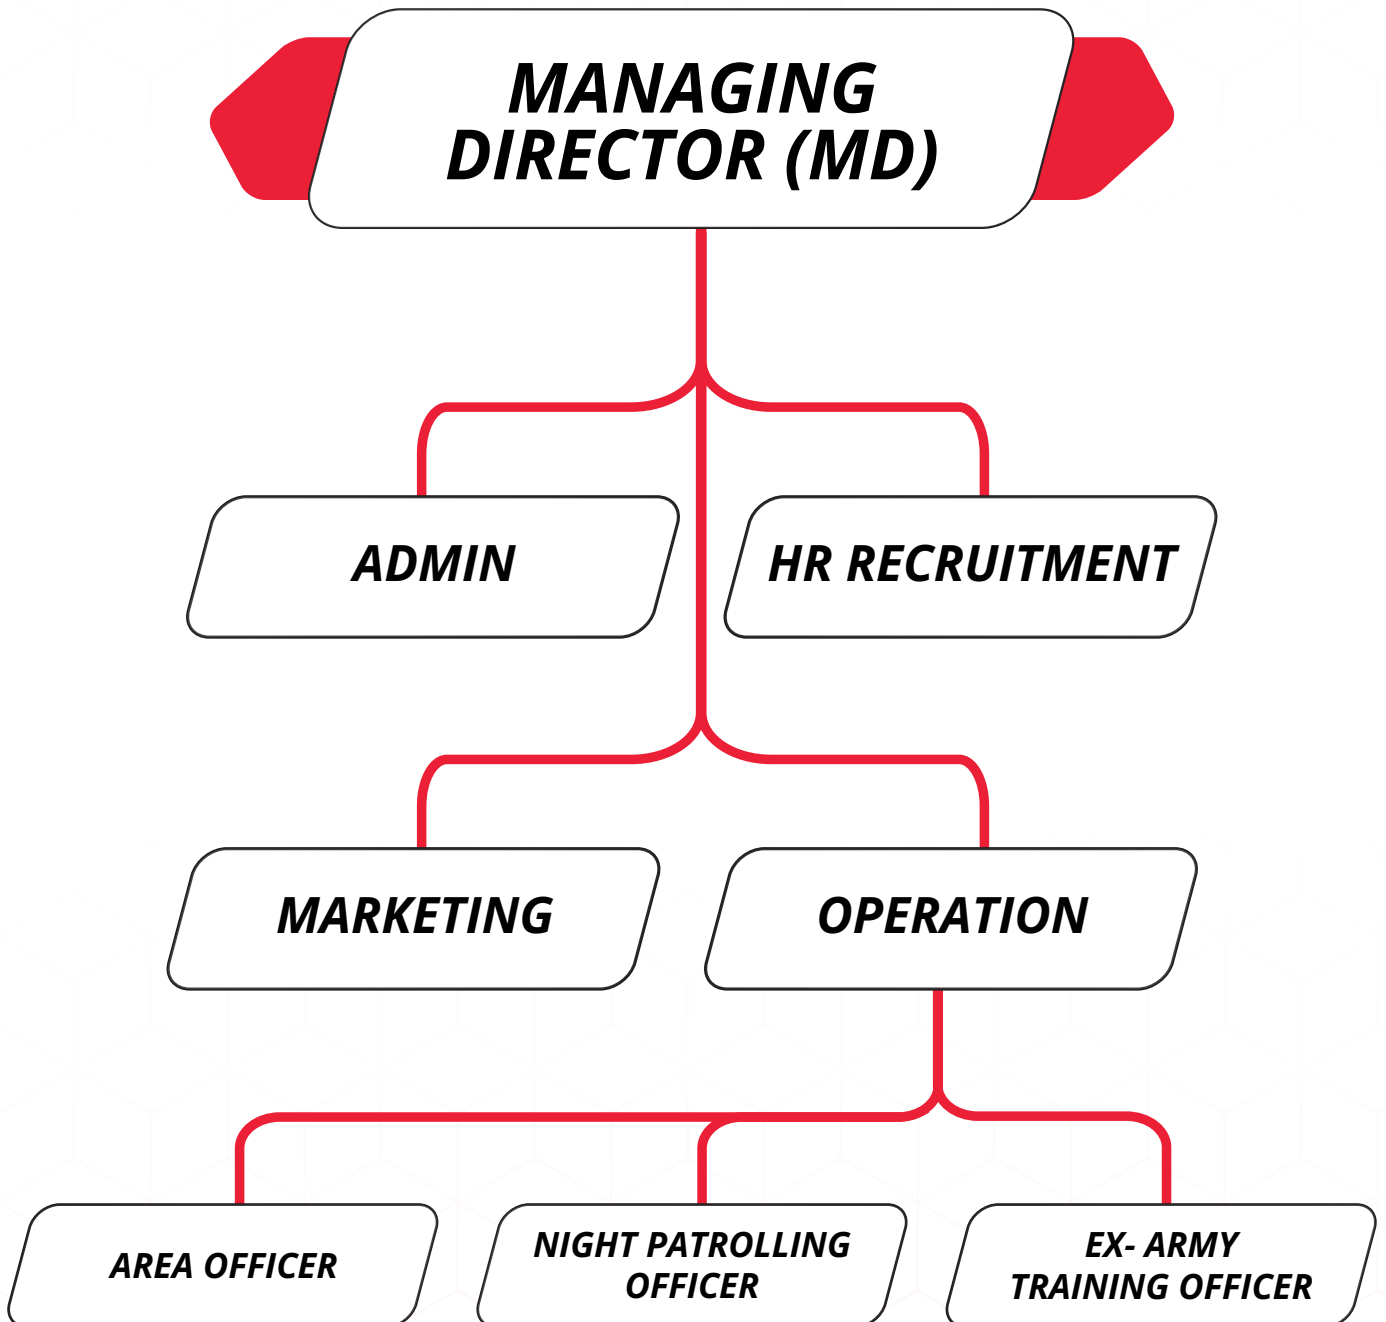 MANAGING
DIRECTOR (MD)
ADMIN
HR RECRUITMENT
MARKETING
OPERATION
AREA OFFICER
NIGHT PATROLLING
OFFICER
EX- ARMY
TRAINING OFFICER